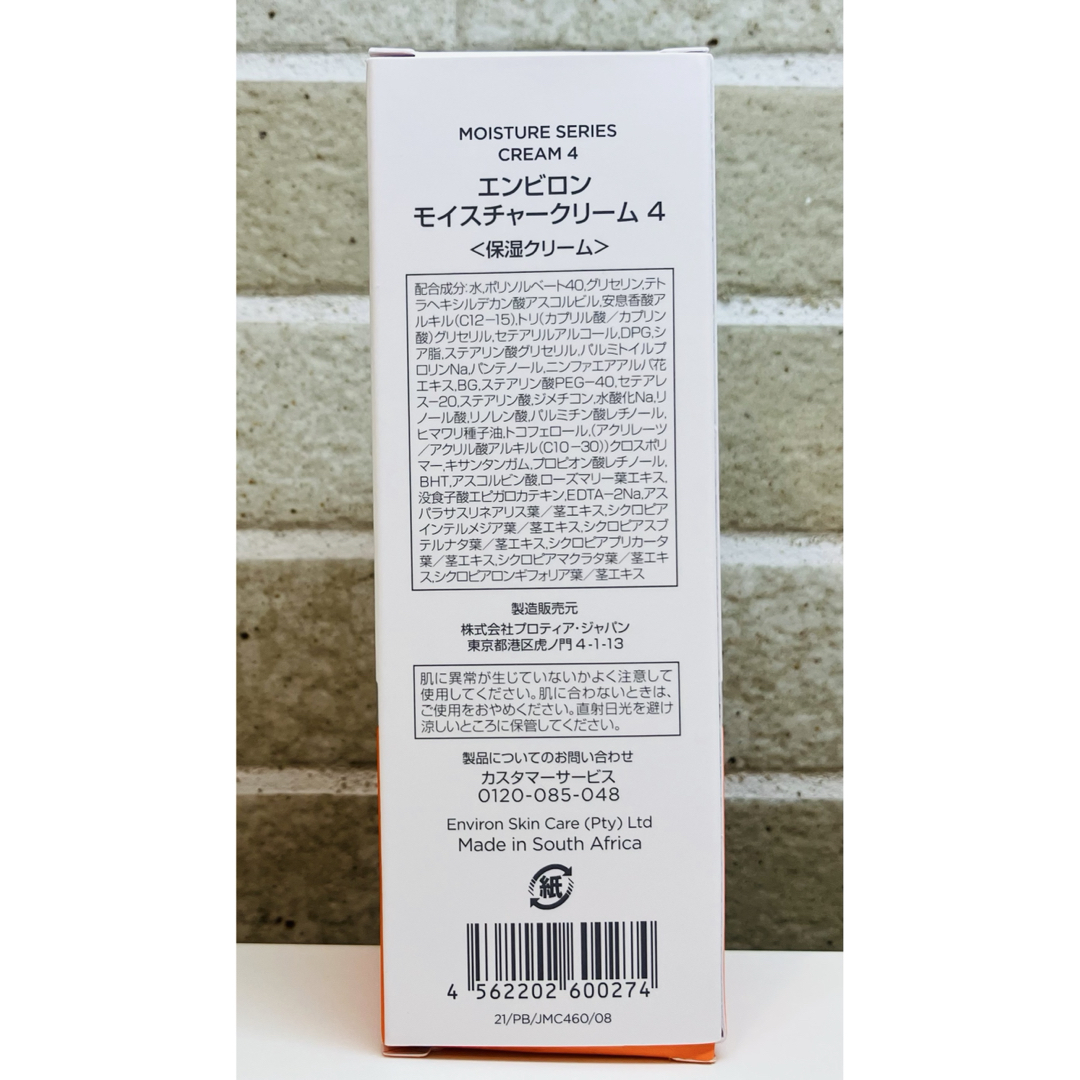 MOISTURE SERIES
CREAM 4
エンビロン
モイスチャークリーム 4
<保湿クリーム>
配合成分:水,ポリソルベート40,グリセリン,テト
ラヘキシルデカン酸アスコルビル,安息香酸ア
ルキル(C12-15),トリ(カプリル酸/カプリン
酸)グリセリル,セテアリルアルコール,DPG,シ
ア脂,ステアリン酸グリセリル,パルミトイルプ
ロリンNa,パンテノール,ニンファエアアルバ花
エキス,BG,ステアリン酸PEG-40,セテアレ
ス-20,ステアリン酸,ジメチコン,水酸化Na,リ
ノール酸,リノレン酸,パルミチン酸レチノール,
ヒマワリ種子油,トコフェロール,(アクリレーツ
/アクリル酸アルキル(C10-30))クロスポリ
マー,キサンタンガム,プロピオン酸レチノール,
BHT,アスコルビン酸,ローズマリー葉エキス,
没食子酸エピガロカテキン,EDTA-2Na,アス
パラサスリネアリス葉/茎エキス,シクロピア
インテルメジア葉/茎エキス,シクロピアスブ
テルナタ葉/茎エキス,シクロピアプリカータ
葉/茎エキス,シクロピアマクラタ葉/茎エキ
ス,シクロピアロンギフォリア葉/茎エキス
製造販売元
株式会社プロティア・ジャパン
東京都港区虎ノ門 4-1-13
肌に異常が生じていないかよく注意して
使用してください。肌に合わないときは、
ご使用をおやめください。直射日光を避け
涼しいところに保管してください。
製品についてのお問い合わせ
カスタマーサービス
0120-085-048
Environ Skin Care (Pty) Ltd
Made in South Africa
紙
4 562202 600274
21/PB/JMC460/08